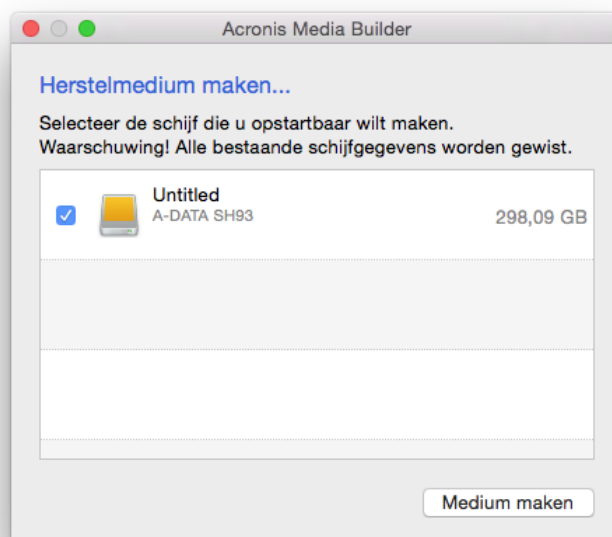 Acronis Media Builder
Herstelmedium maken...
Selecteer de schijf die u opstartbaar wilt maken.
Waarschuwing! Alle bestaande schijfgegevens worden gewist.
Untitled
A-DATA SH93
298,09 GB
Medium maken